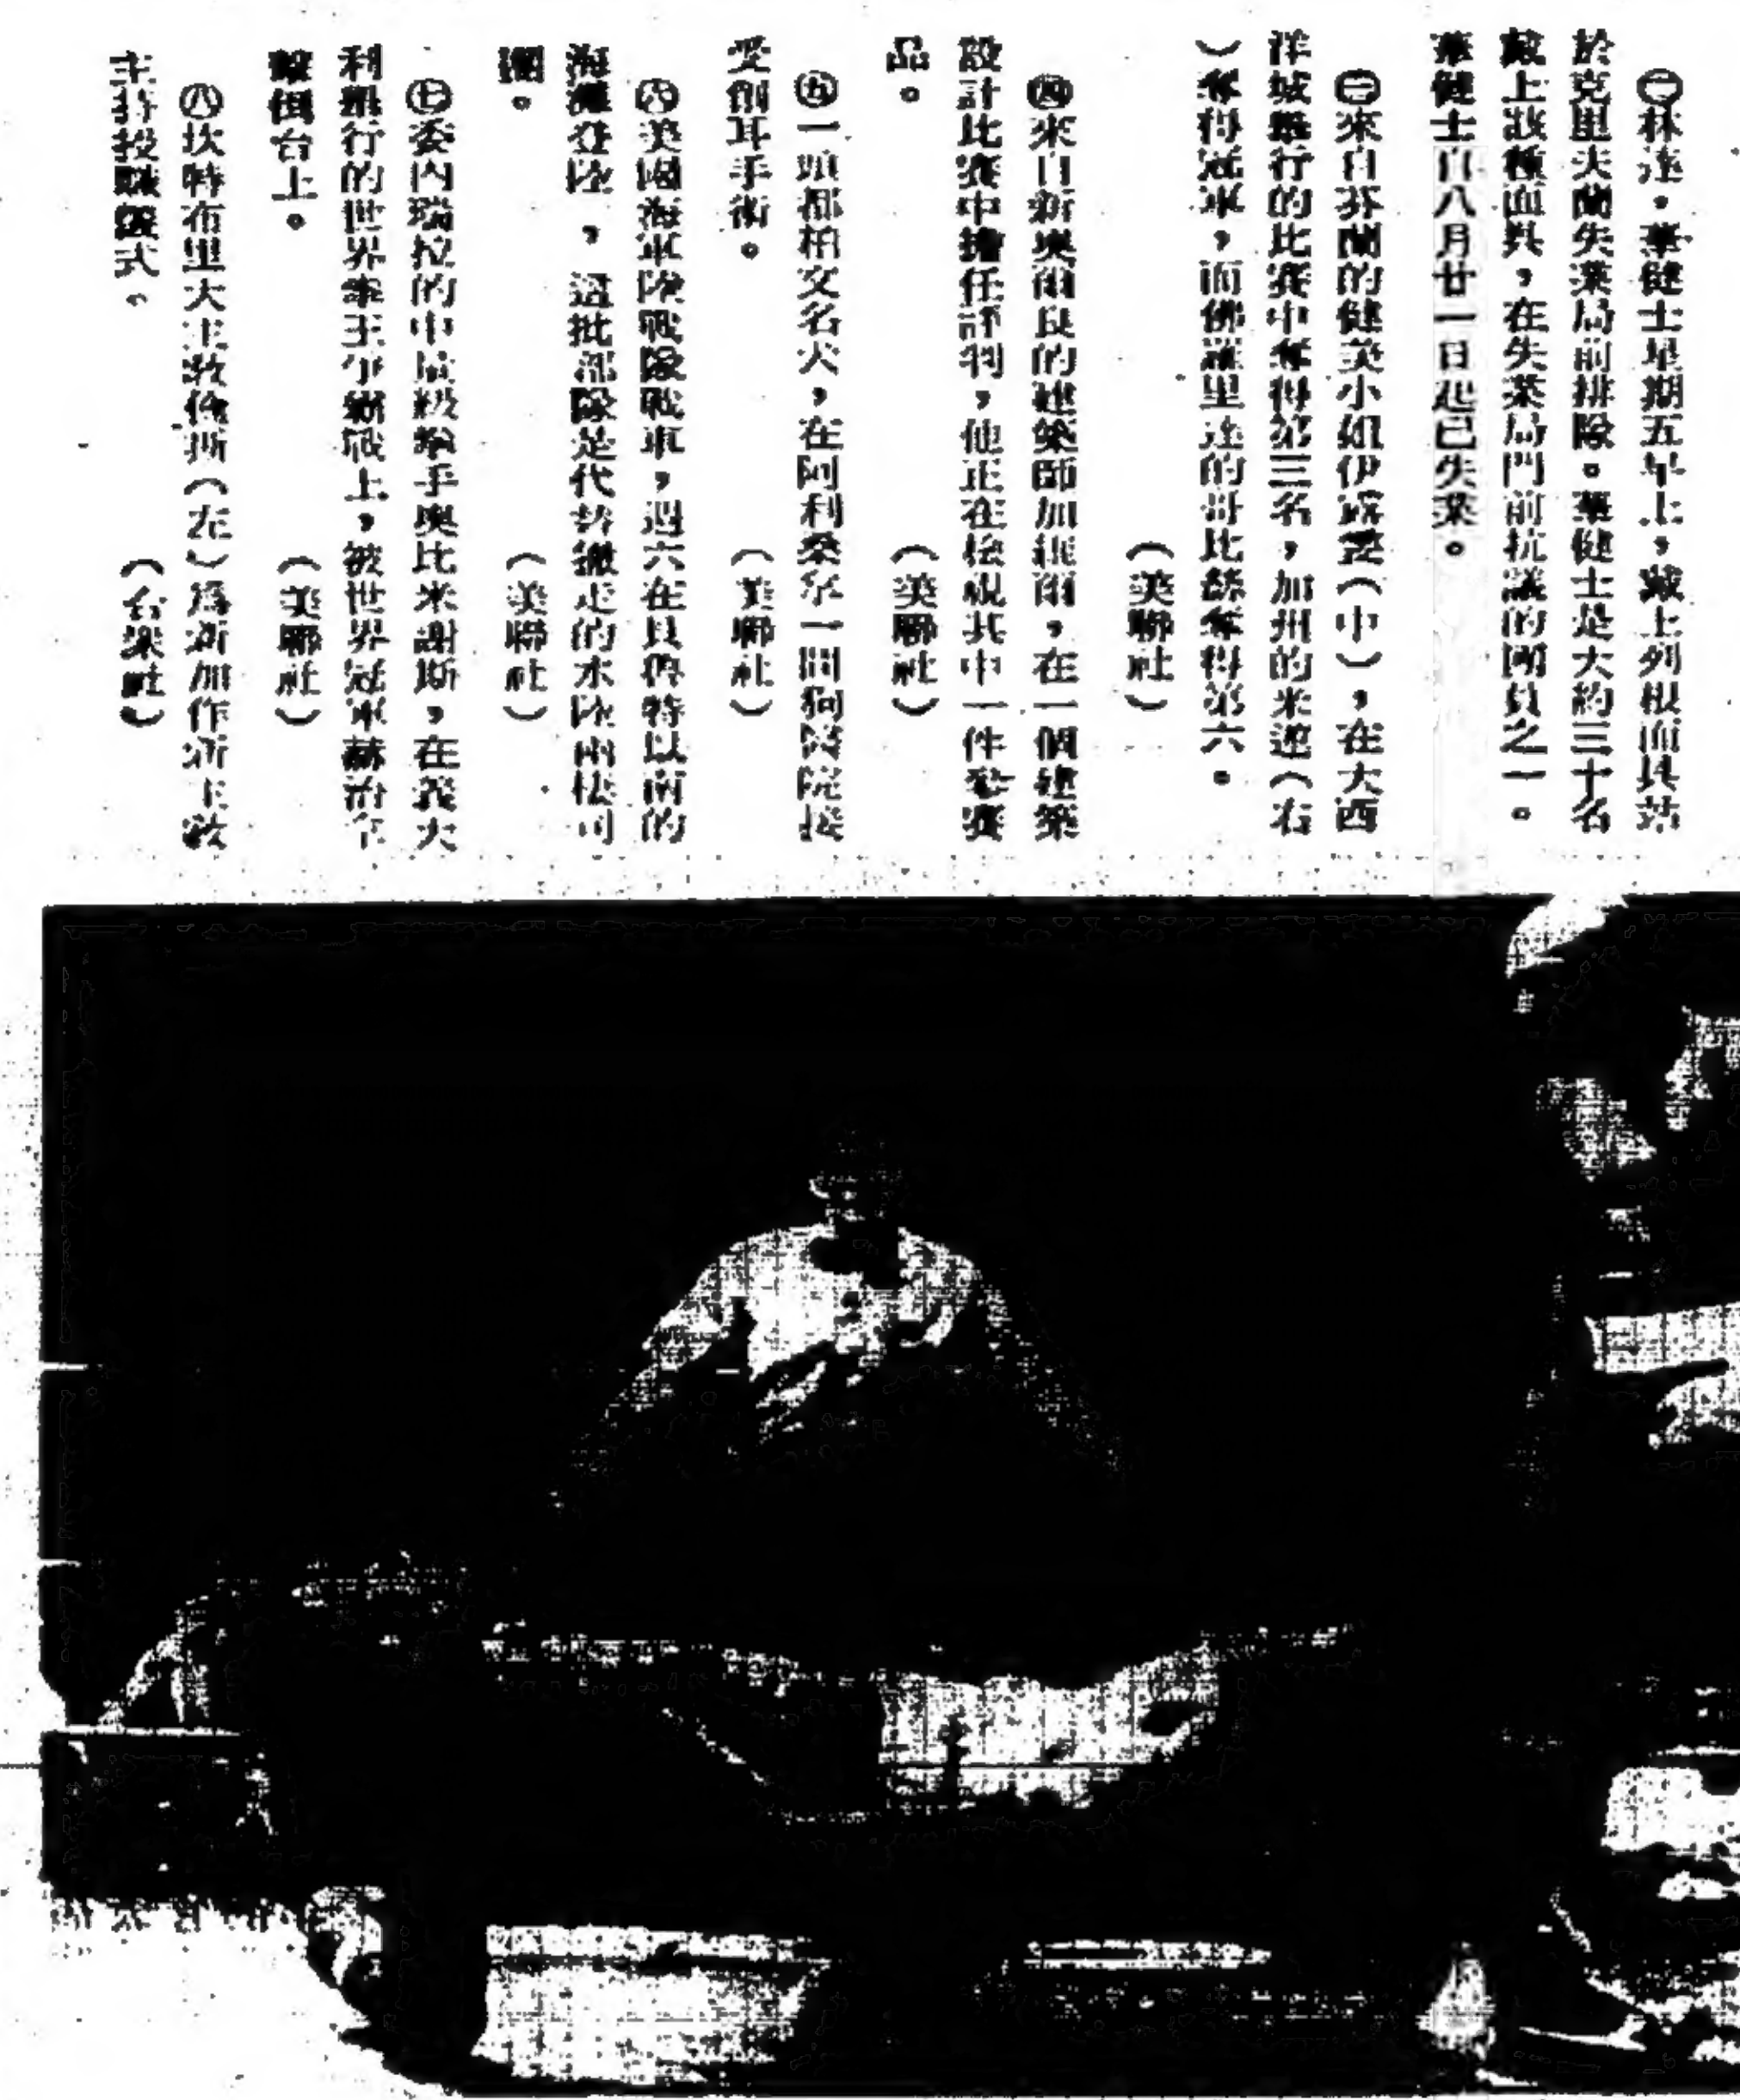 ㊀林達·華健士星期五早上，戴上列根面具站
於克里夫蘭失業局前排除。華健士是大約三十名
戴上該種面具，在失業局門前抗議的團員之一。
華健士自八月廿一日起已失業。
㊂來自芬蘭的健美小姐伊露雲（中），在大西
洋城舉行的比賽中奪得第三名，加州的米遮（右
）奪得冠軍，而佛羅里達的哥比絲奪得第六。
（美聯社）
㊃來自新奧爾良的建築師加維爾，在一個建築
設計比賽中擔任評判，他正在檢視其中一件參賽
品。
（美聯社）
㊄一頭都柏文名犬，在阿利桑尔一間狗醫院接
受割耳手術。
（美聯社）
㊅美國海軍陸戰隊戰車，週六在貝魯特以南的
海灘登陸，這批部隊是代替撤走的水陸兩棲司
團。
（美聯社）
㊆委內瑞拉的中量級拳手奧比米謝斯，在義大
利舉行的世界拳王爭霸戰上，被世界冠軍赫治卒
擊倒台上。
（美聯社）
㊇坎特布里大主教倫斯（左）為新加作新主教
主持授職儀式。
（合眾社）